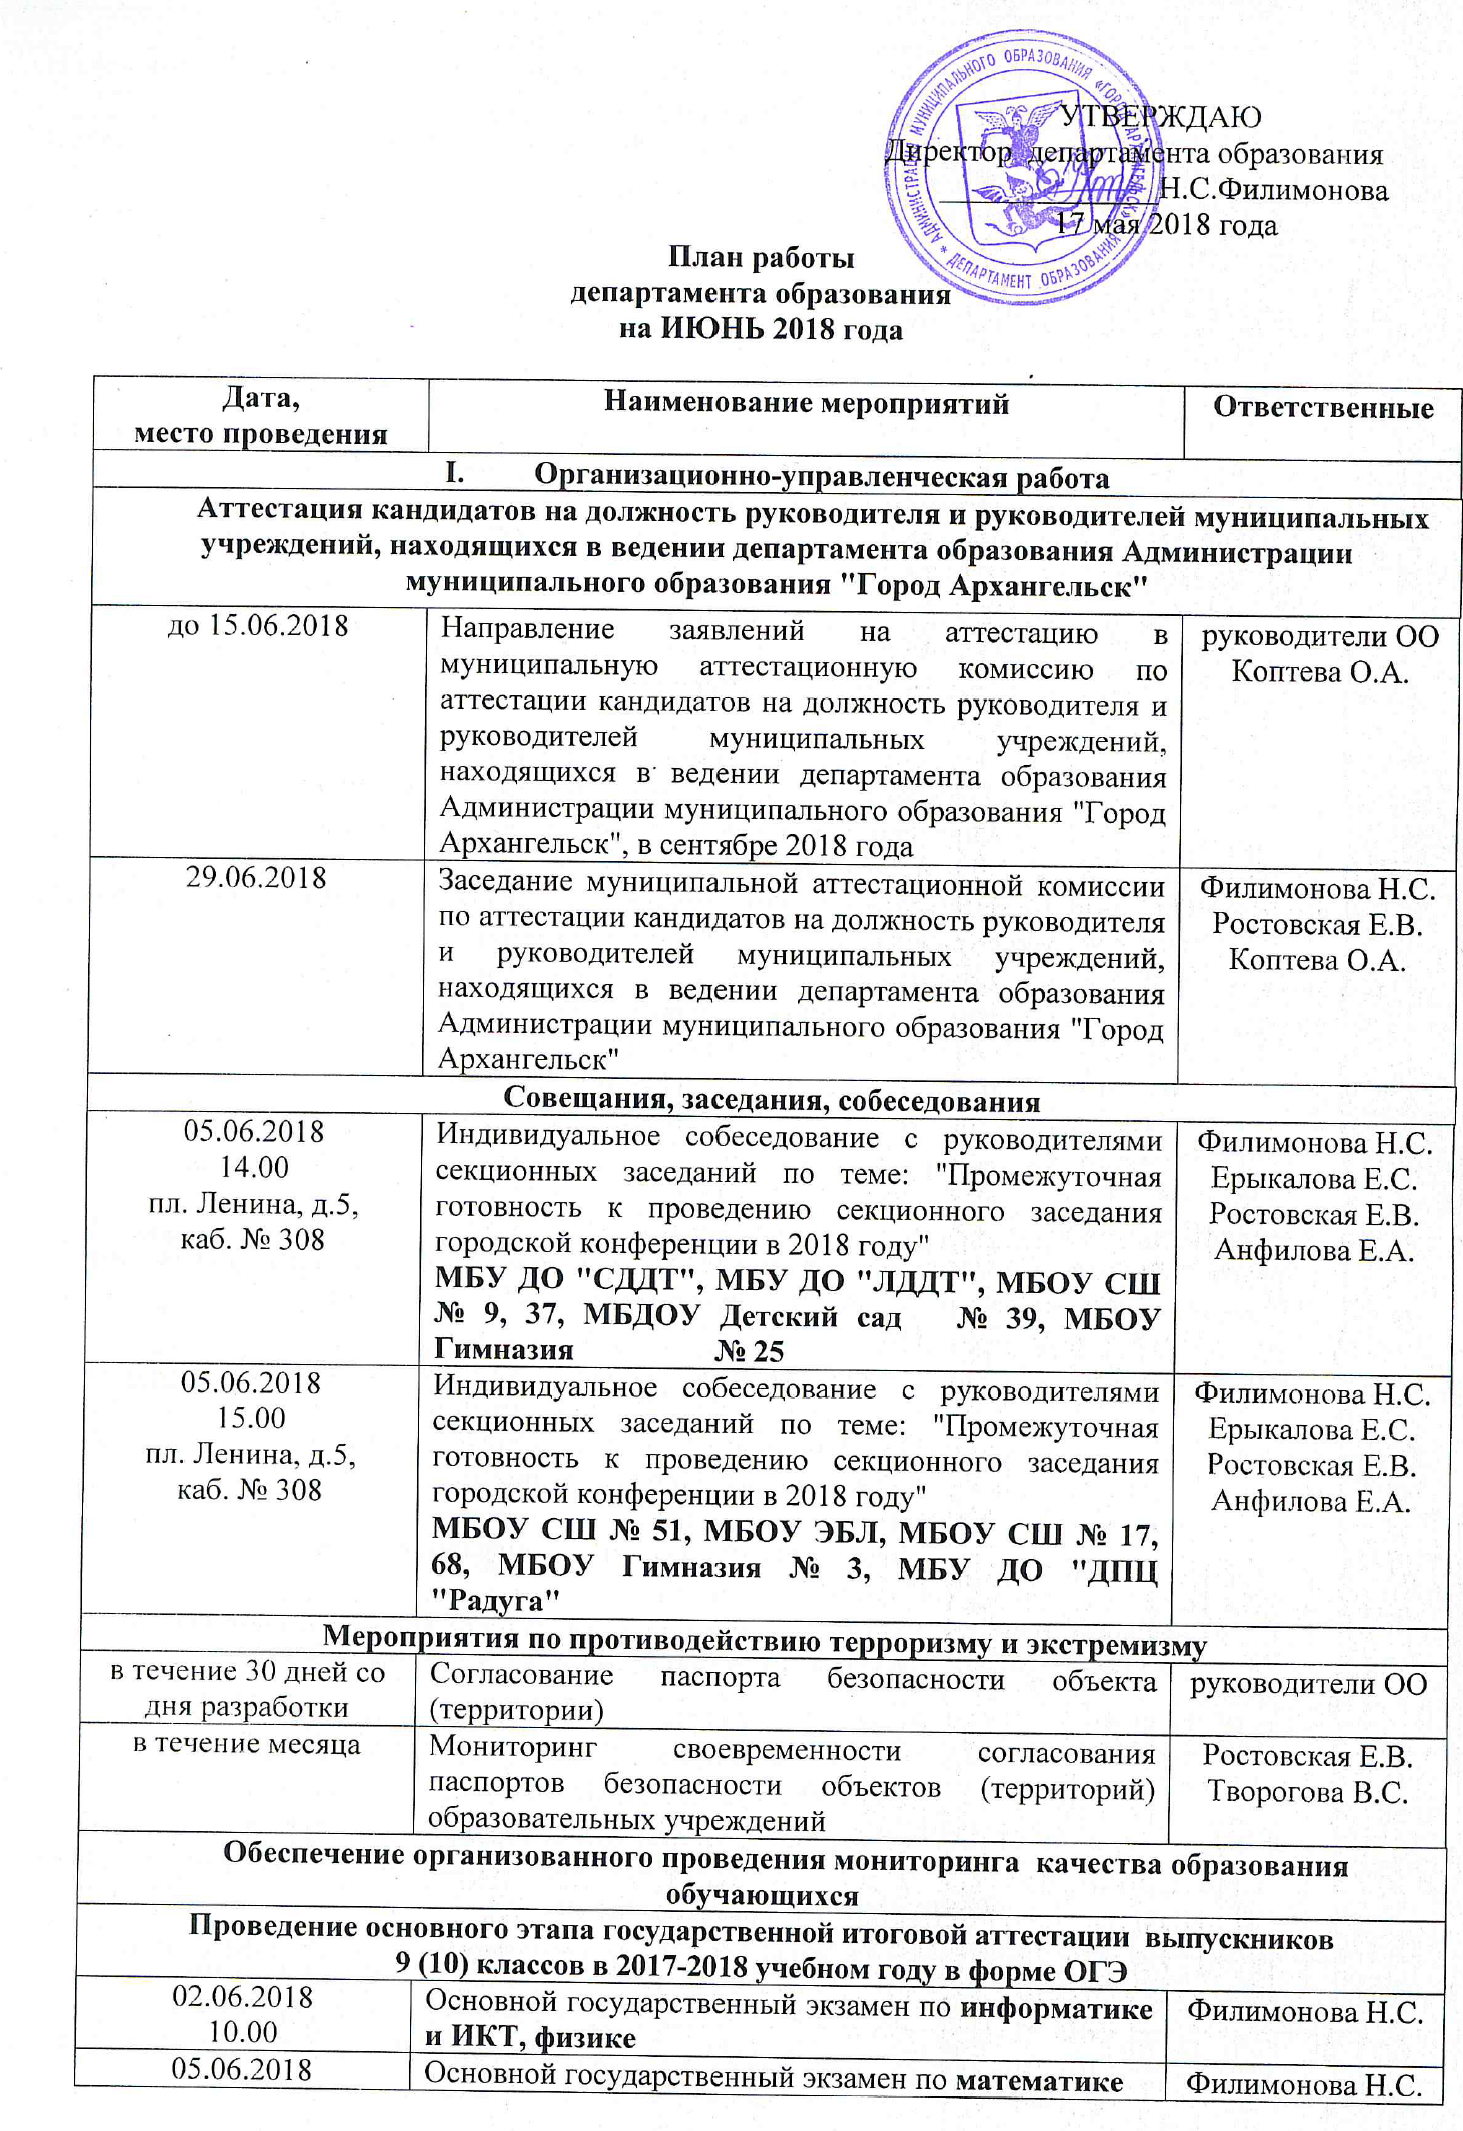 АДМИНИСТРАЦИЯ МУНИЦИПАЛЬНОГО ОБРАЗОВАНИЯ «ГОРОД АРХАНГЕЛЬСК»
* ДЕПАРТАМЕНТ ОБРАЗОВАНИЯ *
УТВЕРЖДАЮ
Директор департамента образования
_______________Н.С.Филимонова
17 мая 2018 года
План работы
департамента образования
на ИЮНЬ 2018 года
Дата,
место проведения
Наименование мероприятий
Ответственные
I. Организационно-управленческая работа
Аттестация кандидатов на должность руководителя и руководителей муниципальных
учреждений, находящихся в ведении департамента образования Администрации
муниципального образования "Город Архангельск"
до 15.06.2018
Направление заявлений на аттестацию в
муниципальную аттестационную комиссию по
аттестации кандидатов на должность руководителя и
руководителей муниципальных учреждений,
находящихся в ведении департамента образования
Администрации муниципального образования "Город
Архангельск", в сентябре 2018 года
руководители ОО
Коптева О.А.
29.06.2018
Заседание муниципальной аттестационной комиссии
по аттестации кандидатов на должность руководителя
и руководителей муниципальных учреждений,
находящихся в ведении департамента образования
Администрации муниципального образования "Город
Архангельск"
Филимонова Н.С.
Ростовская Е.В.
Коптева О.А.
Совещания, заседания, собеседования
05.06.2018
14.00
пл. Ленина, д.5,
каб. № 308
Индивидуальное собеседование с руководителями
секционных заседаний по теме: "Промежуточная
готовность к проведению секционного заседания
городской конференции в 2018 году"
МБУ ДО "СДДТ", МБУ ДО "ЛДДТ", МБОУ СШ
№ 9, 37, МБДОУ Детский сад № 39, МБОУ
Гимназия № 25
Филимонова Н.С.
Ерыкалова Е.С.
Ростовская Е.В.
Анфилова Е.А.
05.06.2018
15.00
пл. Ленина, д.5,
каб. № 308
Индивидуальное собеседование с руководителями
секционных заседаний по теме: "Промежуточная
готовность к проведению секционного заседания
городской конференции в 2018 году"
МБОУ СШ № 51, МБОУ ЭБЛ, МБОУ СШ № 17,
68, МБОУ Гимназия № 3, МБУ ДО "ДПЦ
"Радуга"
Филимонова Н.С.
Ерыкалова Е.С.
Ростовская Е.В.
Анфилова Е.А.
Мероприятия по противодействию терроризму и экстремизму
в течение 30 дней со
дня разработки
Согласование паспорта безопасности объекта
(территории)
руководители ОО
в течение месяца
Мониторинг своевременности согласования
паспортов безопасности объектов (территорий)
образовательных учреждений
Ростовская Е.В.
Творогова В.С.
Обеспечение организованного проведения мониторинга качества образования
обучающихся
Проведение основного этапа государственной итоговой аттестации выпускников
9 (10) классов в 2017-2018 учебном году в форме ОГЭ
02.06.2018
10.00
Основной государственный экзамен по информатике
и ИКТ, физике
Филимонова Н.С.
05.06.2018
Основной государственный экзамен по математике
Филимонова Н.С.